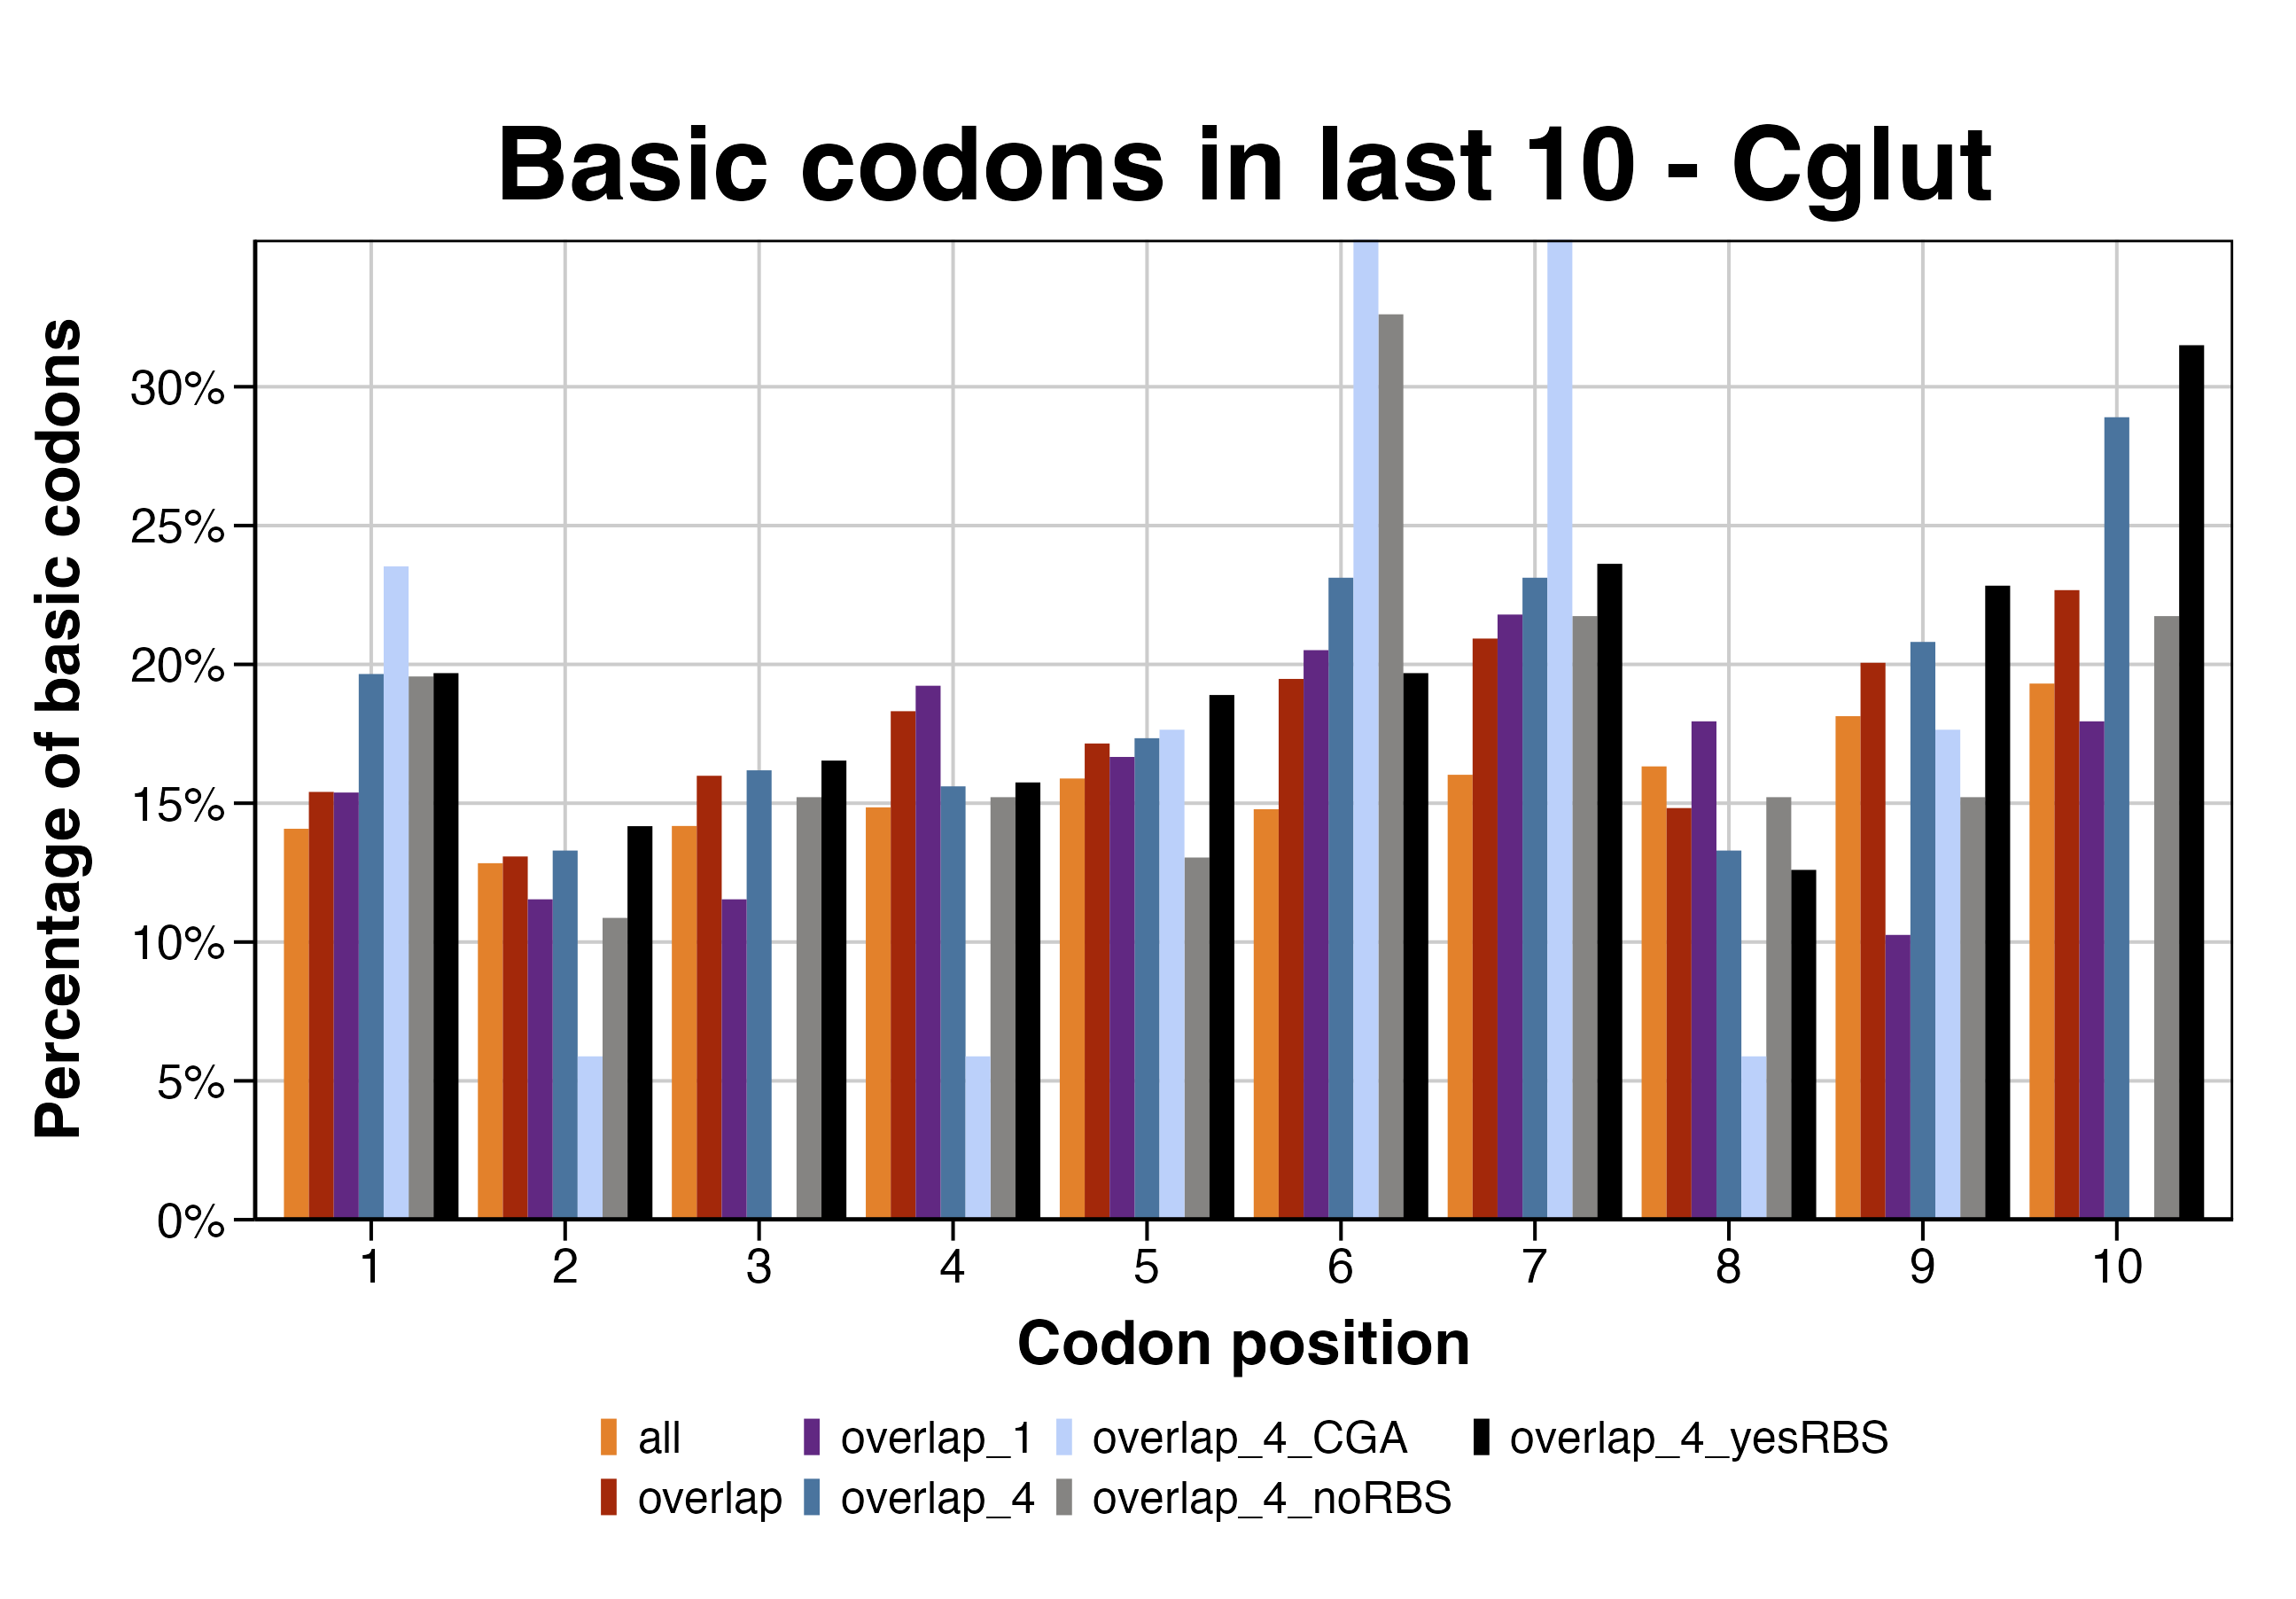 Basic codons in last 10 - Cglut
Percentage of basic codons
30%
25%
20%
15%
10%
5%
0%
1 2 3 4 5 6 7 8 9 10
Codon position
all overlap_1 overlap_4_CGA overlap_4_yesRBS
overlap overlap_4 overlap_4_noRBS